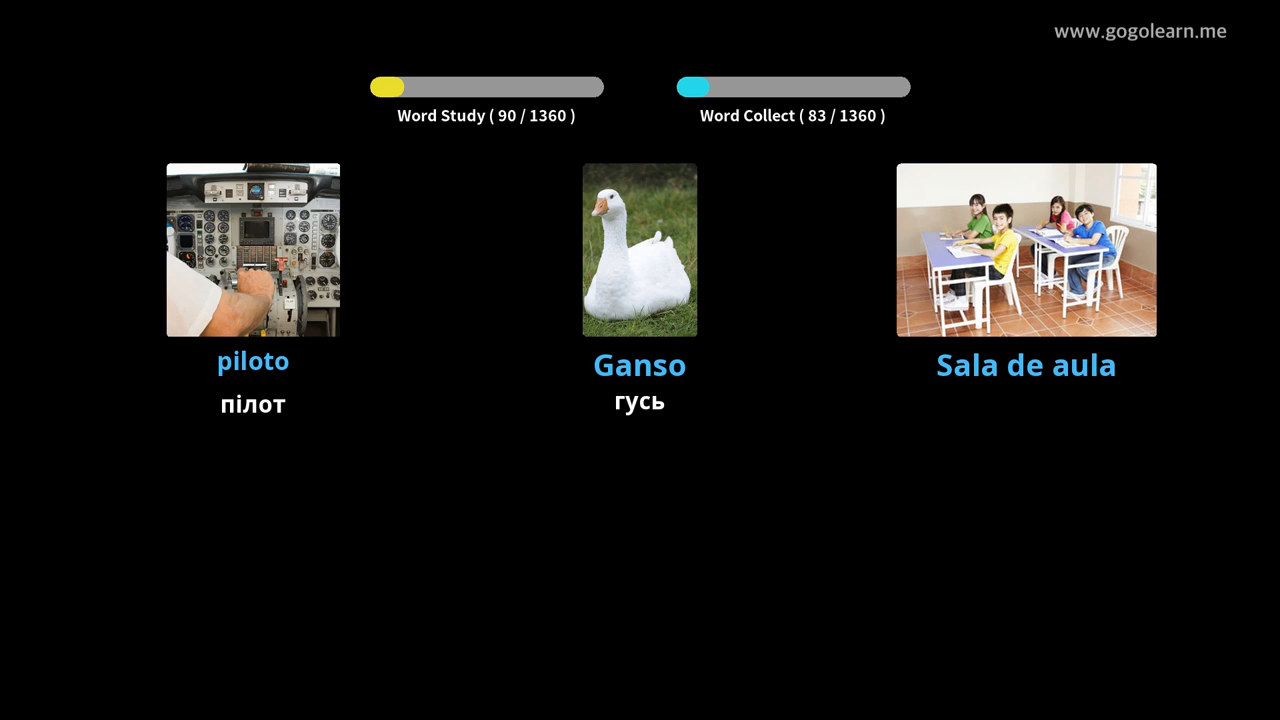 www.gogolearn.me
Word Study ( 90 / 1360 )
Word Collect ( 83 / 1360 )
piloto
пілот
Ganso
гусь
Sala de aula